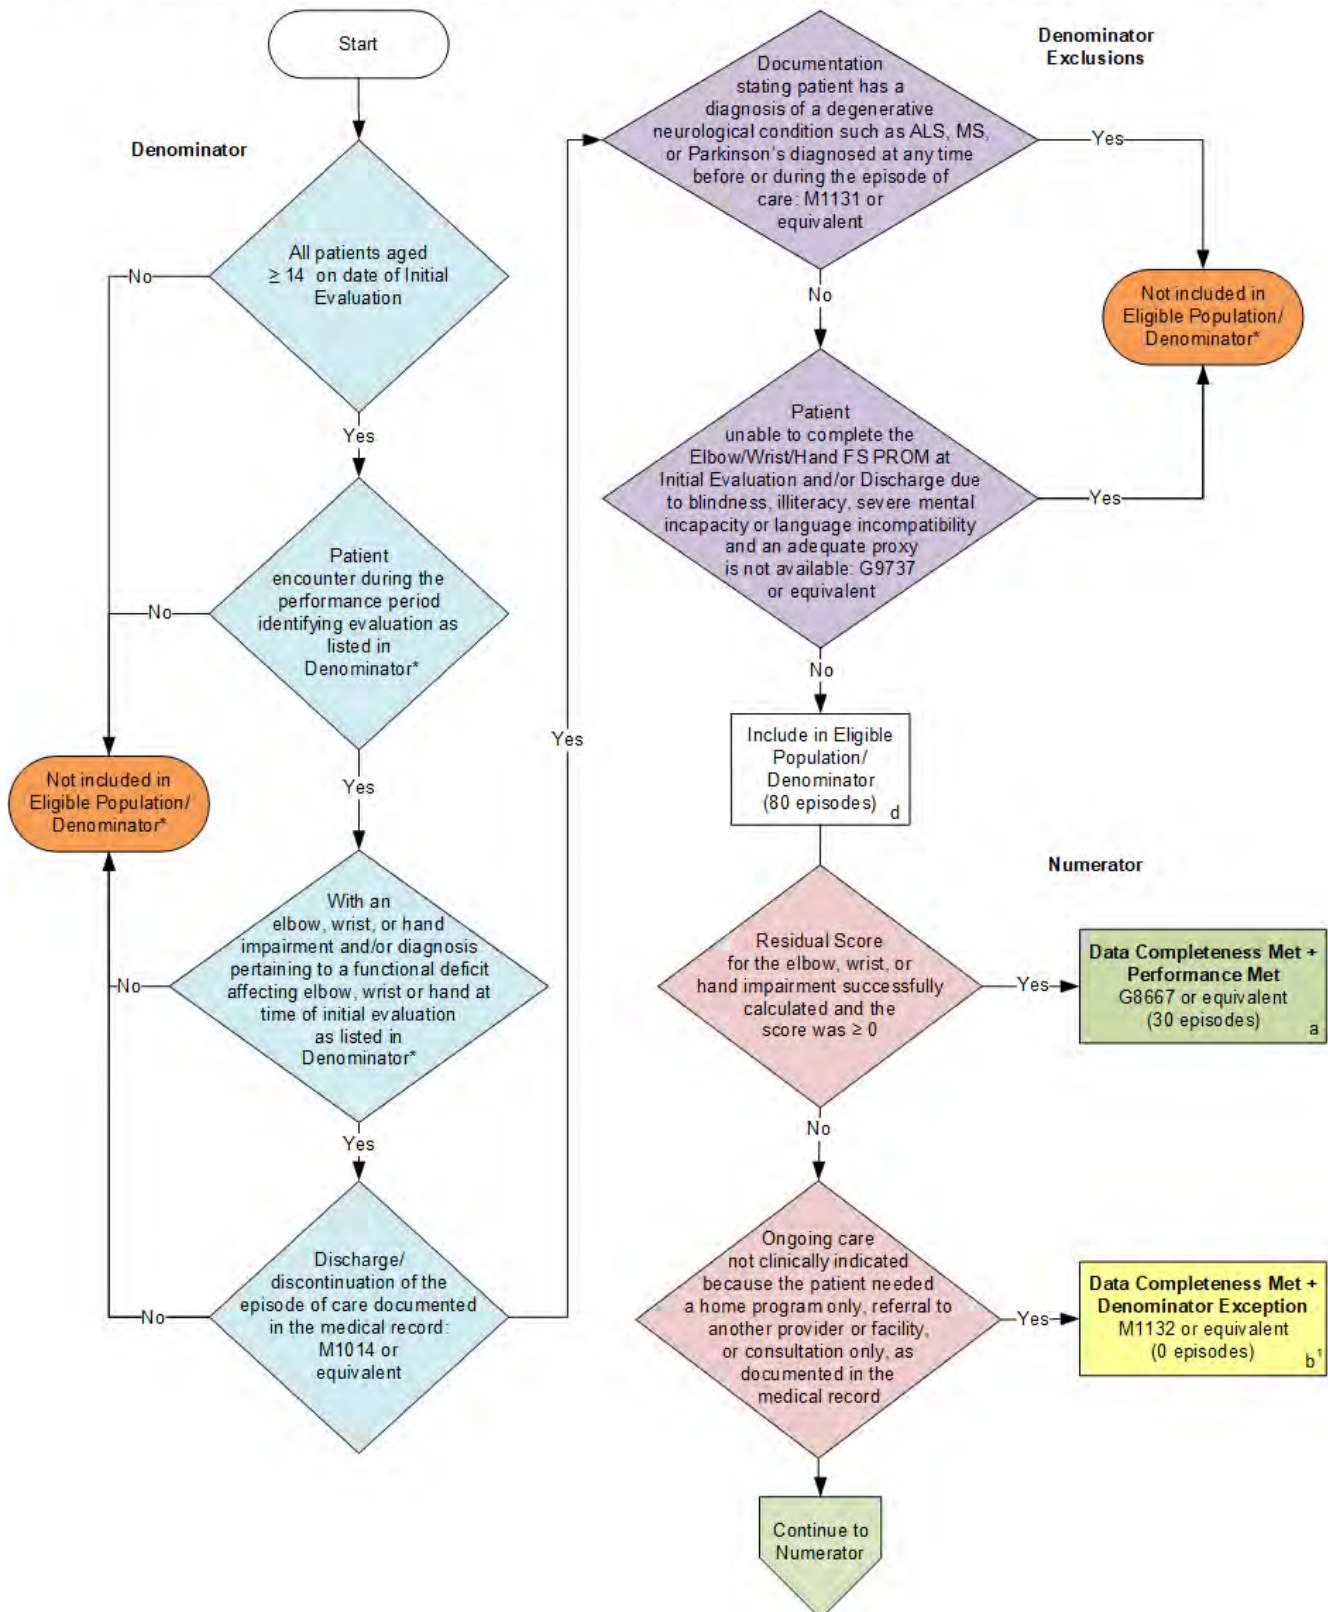 Start
Denominator
All patients aged
≥ 14 on date of Initial
Evaluation
No
Yes
Patient
encounter during the
performance period
identifying evaluation as
listed in
Denominator*
No
Yes
Not included in
Eligible Population/
Denominator*
With an
elbow, wrist, or hand
impairment and/or diagnosis
pertaining to a functional deficit
affecting elbow, wrist or hand at
time of initial evaluation
as listed in
Denominator*
No
Yes
Discharge/
discontinuation of the
episode of care documented
in the medical record:
M1014 or
equivalent
No
Yes
Denominator
Exclusions
Documentation
stating patient has a
diagnosis of a degenerative
neurological condition such as ALS, MS,
or Parkinson's diagnosed at any time
before or during the episode of
care: M1131 or
equivalent
Yes
No
Not included in
Eligible Population/
Denominator*
Patient
unable to complete the
Elbow/Wrist/Hand FS PROM at
Initial Evaluation and/or Discharge due
to blindness, illiteracy, severe mental
incapacity or language incompatibility
and an adequate proxy
is not available: G9737
or equivalent
Yes
No
Include in Eligible
Population/
Denominator
(80 episodes)
d
Numerator
Residual Score
for the elbow, wrist, or
hand impairment successfully
calculated and the
score was ≥ 0
Yes
Data Completeness Met +
Performance Met
G8667 or equivalent
(30 episodes)
a
No
Ongoing care
not clinically indicated
because the patient needed
a home program only, referral to
another provider or facility,
or consultation only, as
documented in the
medical record
Yes
Data Completeness Met +
Denominator Exception
M1132 or equivalent
(0 episodes)
b¹
Continue to
Numerator